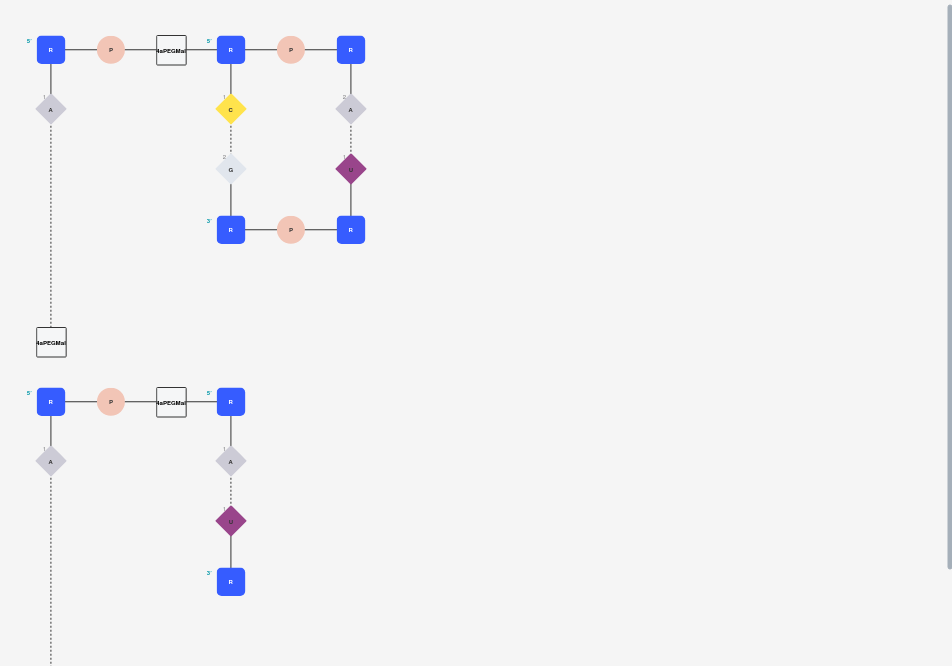 5' R P 4aPEGMal 5' R P R
1 A 1 C 2 A
2 G 1 U
3' R P R
4aPEGMal
5' R P 4aPEGMal 5' R
1 A 1 A
1 U
3' R